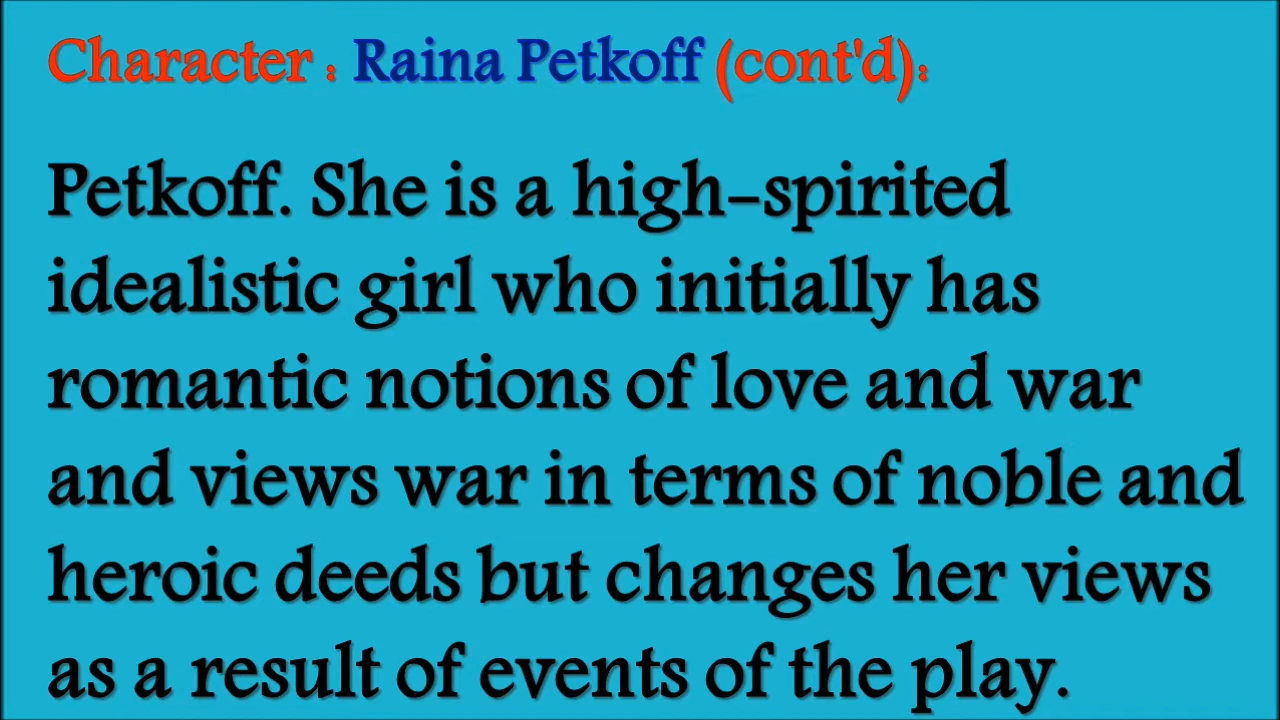 Character : Raina Petkoff (cont'd):
Petkoff. She is a high-spirited
idealistic girl who initially has
romantic notions of love and war
and views war in terms of noble and
heroic deeds but changes her views
as a result of events of the play.